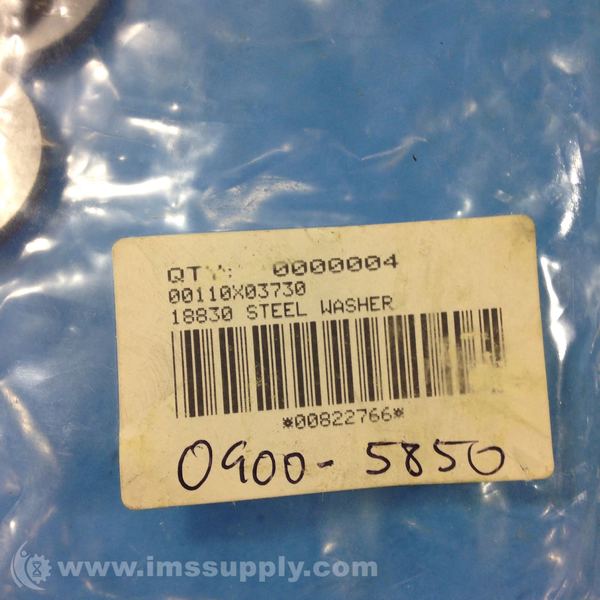 QTY: 0000004
00110X03730
18830 STEEL WASHER
*00822766*
0900-5850
www.imssupply.com